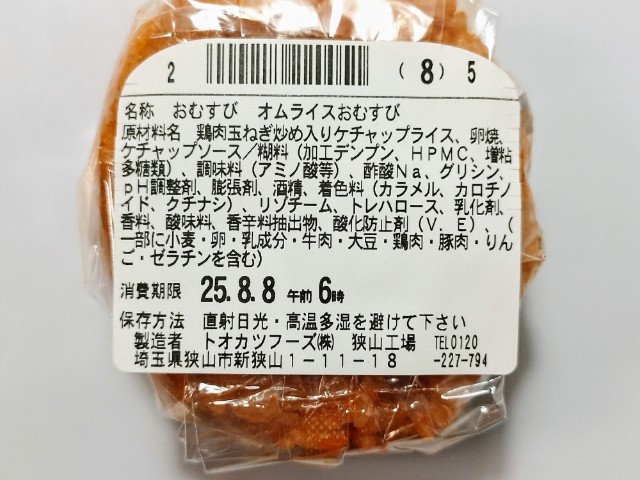 2 (8) 5
名称 おむすび オムライスおむすび
原材料名 鶏肉玉ねぎ炒め入りケチャップライス、卵焼、
ケチャップソース／糊料（加工デンプン、HPMC、増粘
多糖類）、調味料（アミノ酸等）、酢酸Na、グリシン、
pH調整剤、膨張剤、酒精、着色料（カラメル、カロチノ
イド、クチナシ）、リゾチーム、トレハロース、乳化剤、
香料、酸味料、香辛料抽出物、酸化防止剤（V．E）、（
一部に小麦・卵・乳成分・牛肉・大豆・鶏肉・豚肉・りん
ご・ゼラチンを含む）
消費期限 25.8.8 午前6時
保存方法 直射日光・高温多湿を避けて下さい
製造者 トオカツフーズ㈱ 狭山工場 TEL0120
埼玉県狭山市新狭山1－11－18 -227-794